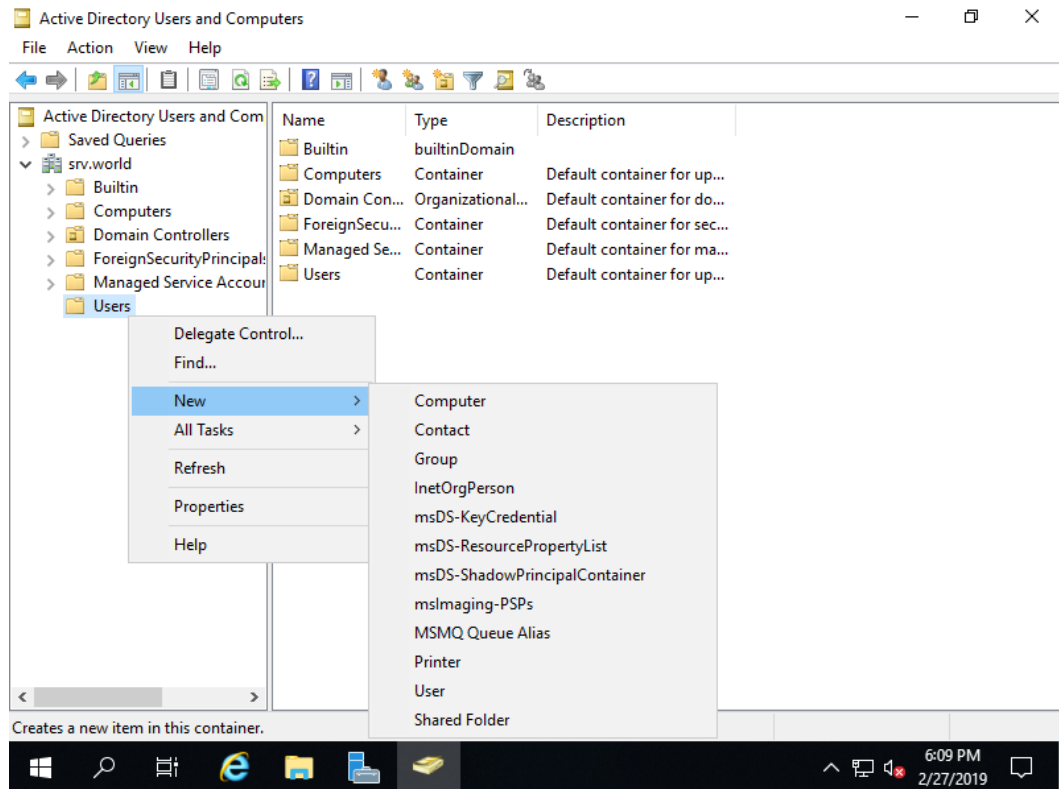 Active Directory Users and Computers
File Action View Help
Active Directory Users and Com
Saved Queries
srv.world
Builtin
Computers
Domain Controllers
ForeignSecurityPrincipals
Managed Service Accour
Users
Name Type Description
Builtin builtinDomain
Computers Container Default container for up...
Domain Con... Organizational... Default container for do...
ForeignSecu... Container Default container for sec...
Managed Se... Container Default container for ma...
Users Container Default container for up...
Delegate Control...
Find...
New
All Tasks
Refresh
Properties
Help
Computer
Contact
Group
InetOrgPerson
msDS-KeyCredential
msDS-ResourcePropertyList
msDS-ShadowPrincipalContainer
msImaging-PSPs
MSMQ Queue Alias
Printer
User
Shared Folder
Creates a new item in this container.
6:09 PM
2/27/2019